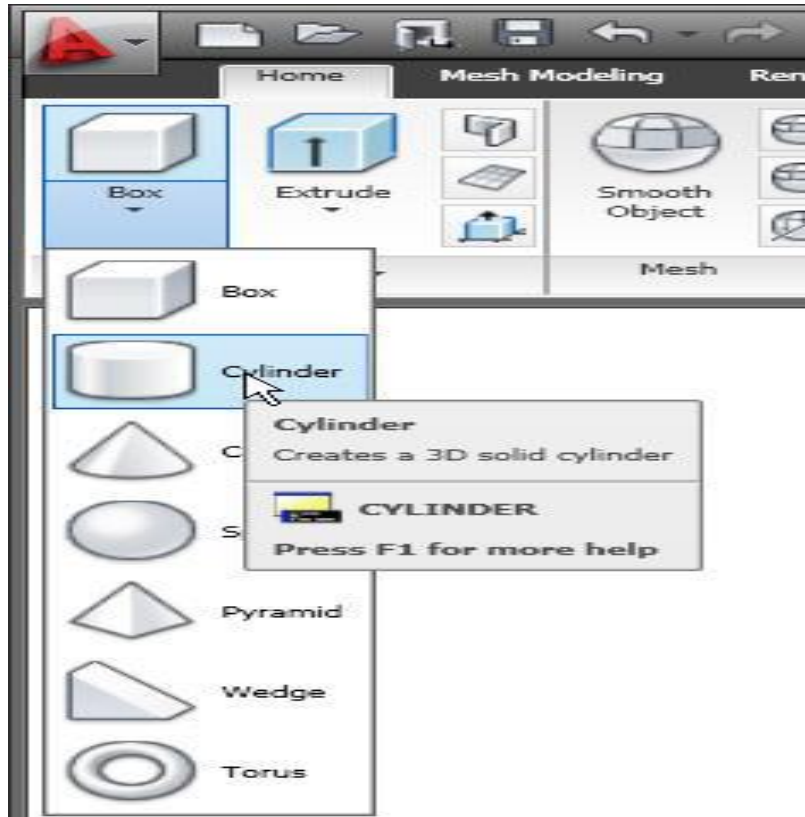 Home Mesh Modeling Ren
Box Extrude Smooth
Object
Mesh
Box
Cylinder
Cylinder
C Creates a 3D solid cylinder
CYLINDER
S
Press F1 for more help
Pyramid
Wedge
Torus